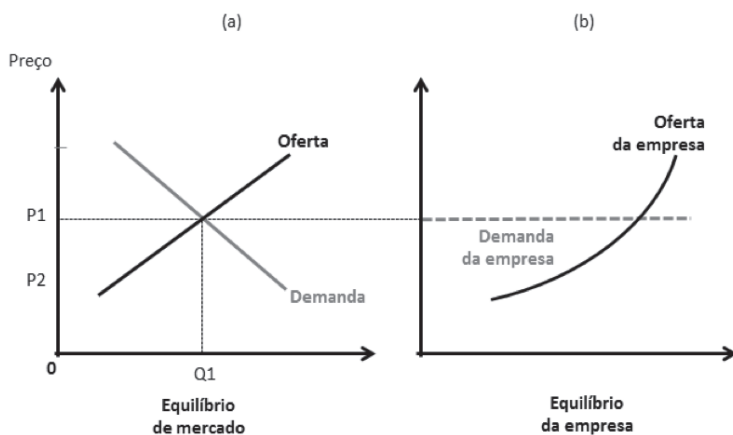 (a)
(b)
Preço
Oferta
Oferta
da empresa
P1
Demanda
da empresa
P2
Demanda
0
Q1
Equilíbrio
de mercado
Equilíbrio
da empresa